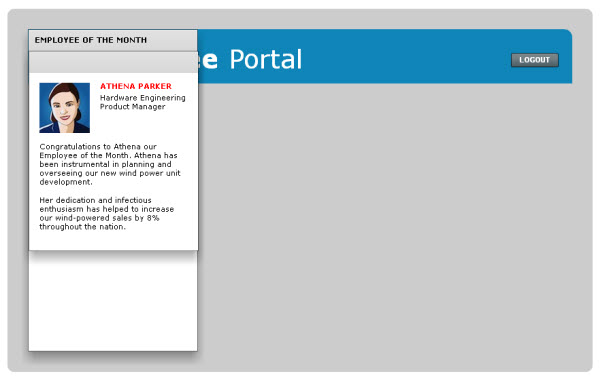 EMPLOYEE OF THE MONTH
ee Portal
LOGOUT
ATHENA PARKER
Hardware Engineering
Product Manager
Congratulations to Athena our
Employee of the Month. Athena has
been instrumental in planning and
overseeing our new wind power unit
development.
Her dedication and infectious
enthusiasm has helped to increase
our wind-powered sales by 8%
throughout the nation.